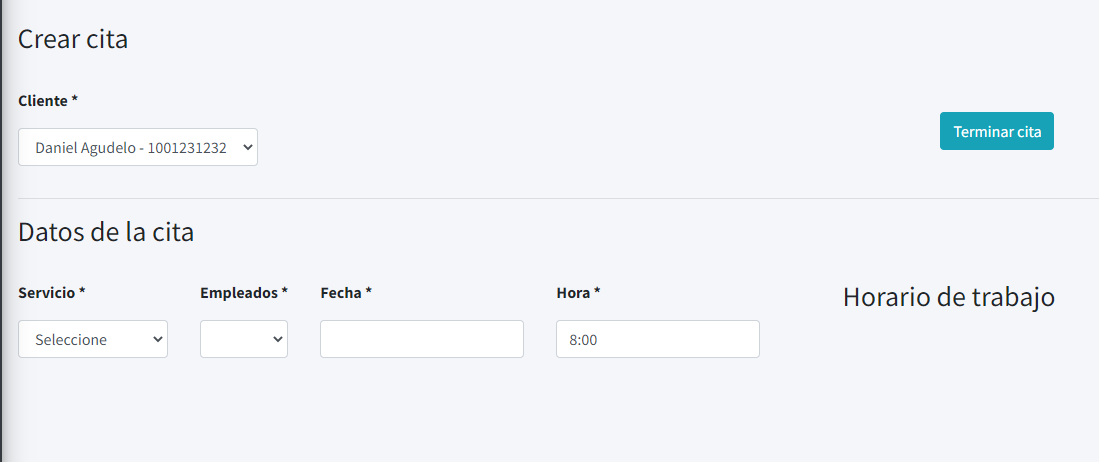 Crear cita
Cliente *
Daniel Agudelo - 1001231232
Terminar cita
Datos de la cita
Servicio * Empleados * Fecha * Hora *
Horario de trabajo
Seleccione 8:00